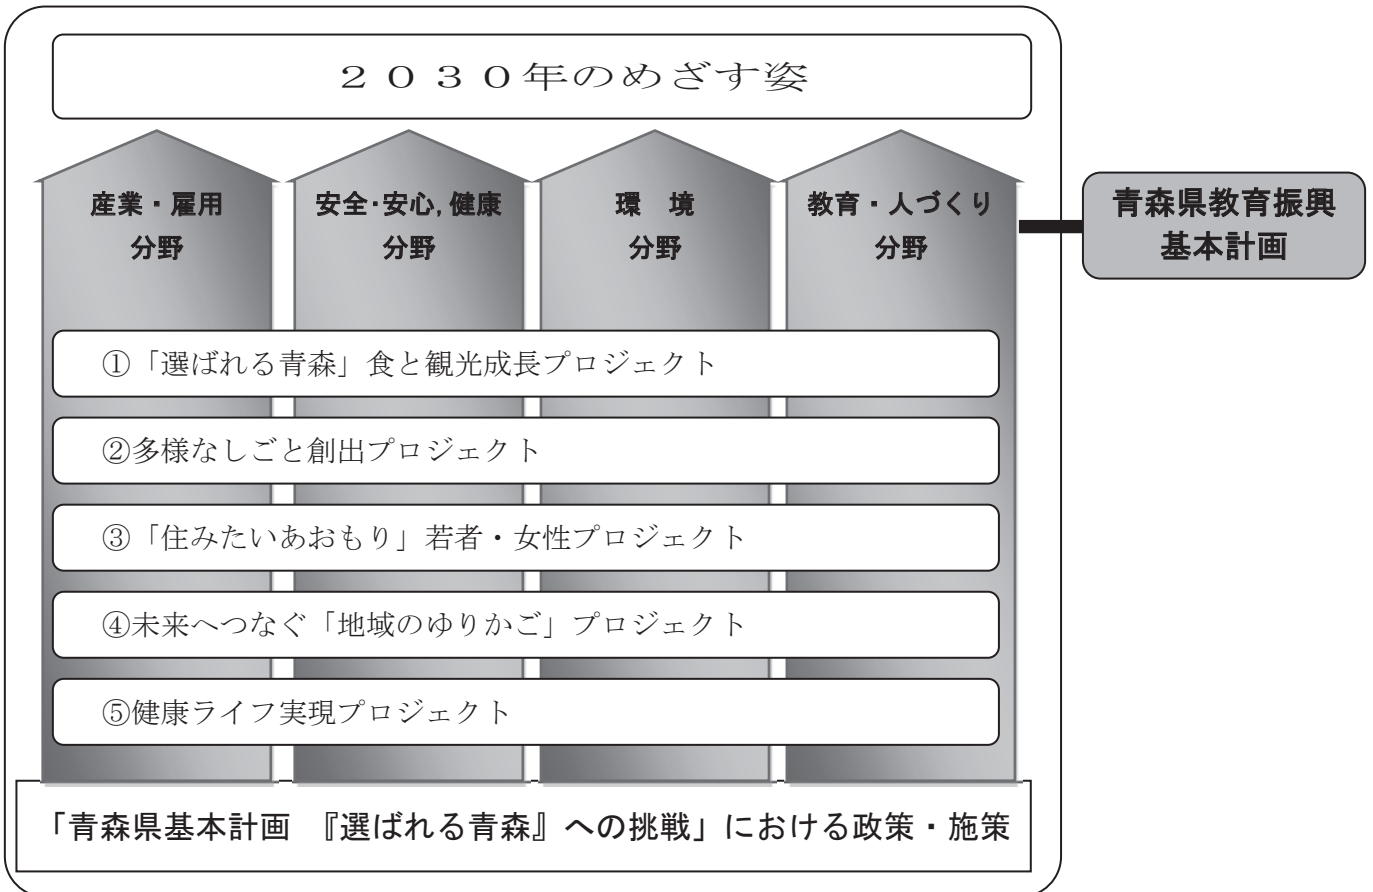 ２０３０年のめざす姿
産業・雇用
分野
安全・安心，健康
分野
環　境
分野
教育・人づくり
分野
青森県教育振興
基本計画
①「選ばれる青森」食と観光成長プロジェクト
②多様なしごと創出プロジェクト
③「住みたいあおもり」若者・女性プロジェクト
④未来へつなぐ「地域のゆりかご」プロジェクト
⑤健康ライフ実現プロジェクト
「青森県基本計画　『選ばれる青森』への挑戦」における政策・施策